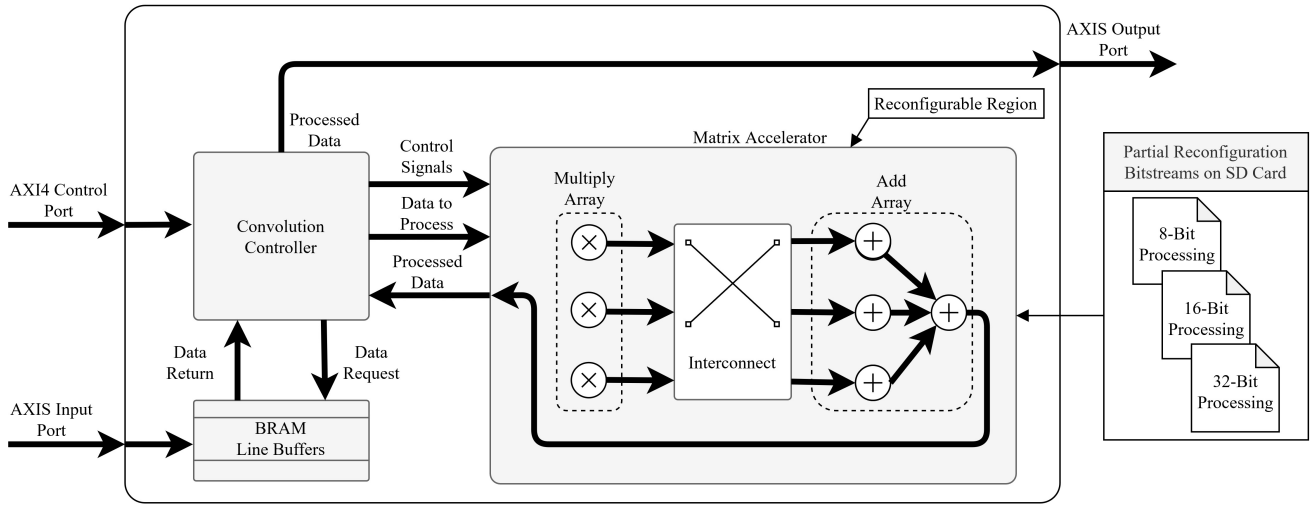 AXIS Output
Port
Reconfigurable Region
Processed
Data
Matrix Accelerator
Control
Signals
Partial Reconfiguration
Bitstreams on SD Card
AXI4 Control
Port
Multiply
Array
Add
Array
Data to
Process
Convolution
Controller
8-Bit
Processing
Processed
Data
16-Bit
Processing
Interconnect
Data
Return
Data
Request
32-Bit
Processing
AXIS Input
Port
BRAM
Line Buffers